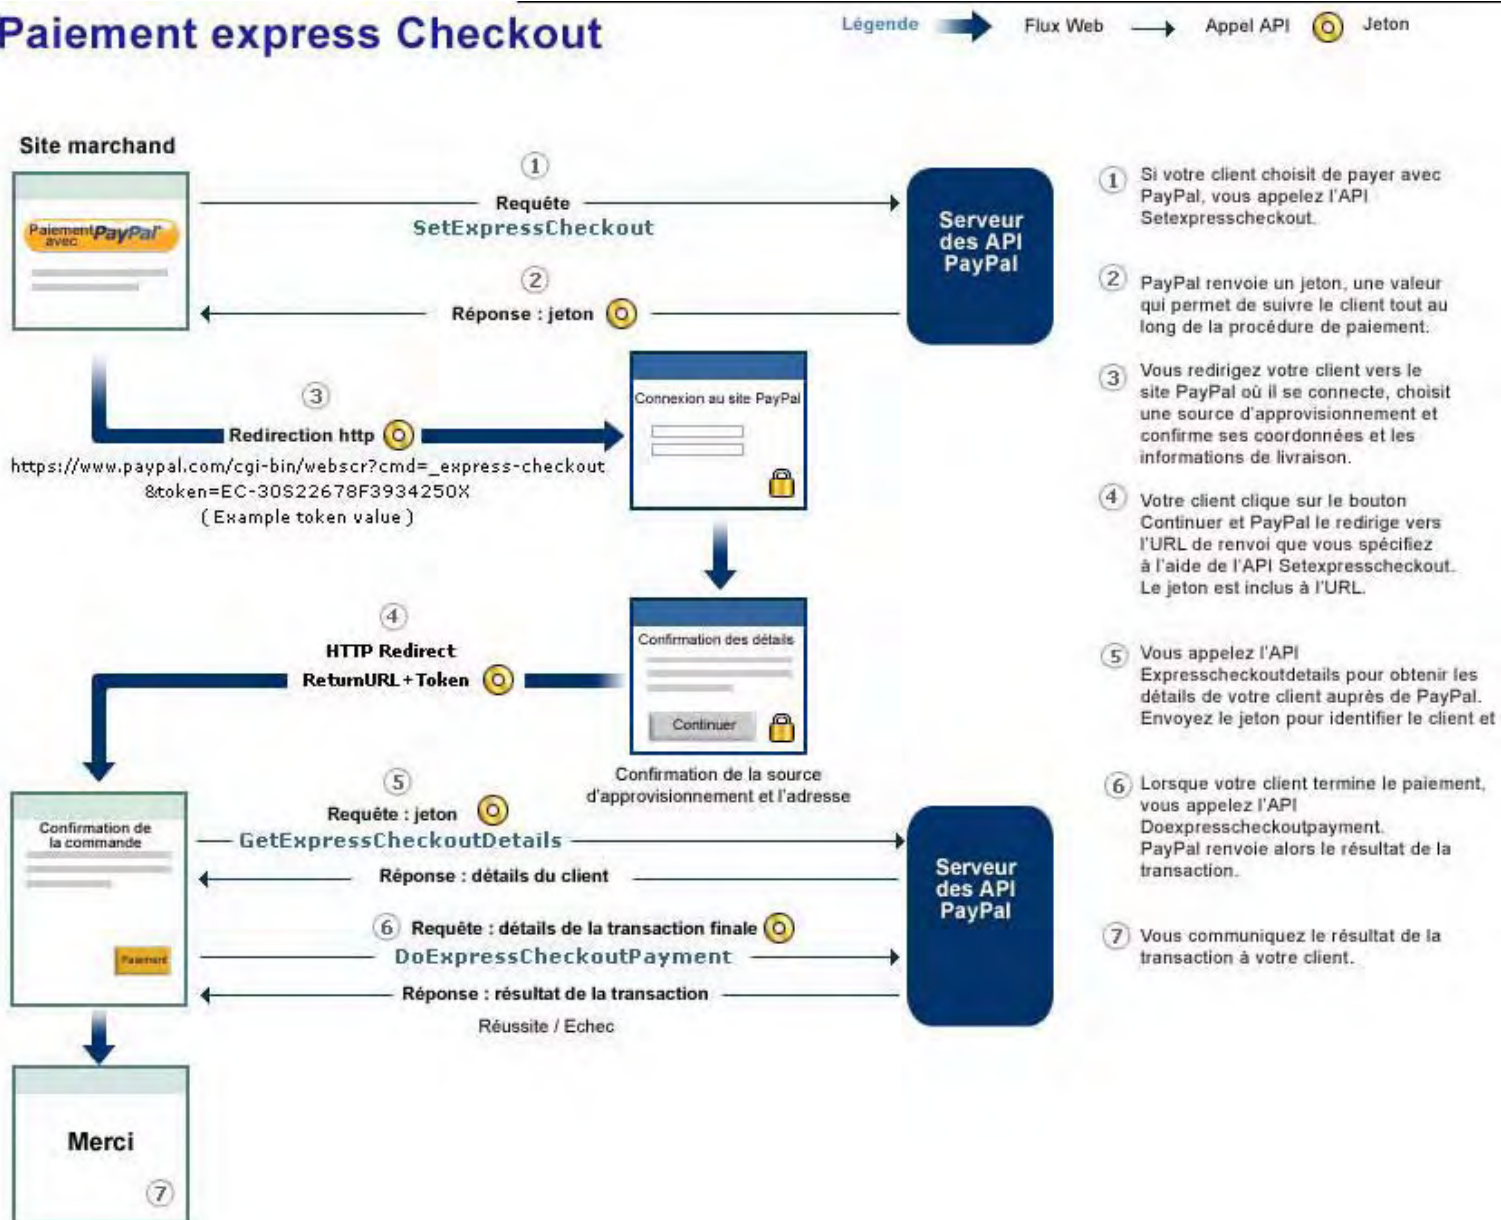 Paiement express Checkout
Légende
Flux Web
Appel API
Jeton
Site marchand
Paiement avec PayPal
1
Requête
SetExpressCheckout
2
Réponse : jeton
Serveur
des API
PayPal
3
Redirection http
https://www.paypal.com/cgi-bin/webscr?cmd=_express-checkout
&token=EC-30S22678F3934250X
( Example token value )
Connexion au site PayPal
4
HTTP Redirect
ReturnURL+Token
Confirmation des détails
Continuer
Confirmation de la source
d'approvisionnement et l'adresse
Confirmation de
la commande
Paiement
5
Requête : jeton
GetExpressCheckoutDetails
Réponse : détails du client
6 Requête : détails de la transaction finale
DoExpressCheckoutPayment
Réponse : résultat de la transaction
Réussite / Echec
Serveur
des API
PayPal
Merci
7
1 Si votre client choisit de payer avec
PayPal, vous appelez l'API
Setexpresscheckout.
2 PayPal renvoie un jeton, une valeur
qui permet de suivre le client tout au
long de la procédure de paiement.
3 Vous redirigez votre client vers le
site PayPal où il se connecte, choisit
une source d'approvisionnement et
confirme ses coordonnées et les
informations de livraison.
4 Votre client clique sur le bouton
Continuer et PayPal le redirige vers
l'URL de renvoi que vous spécifiez
à l'aide de l'API Setexpresscheckout.
Le jeton est inclus à l'URL.
5 Vous appelez l'API
Expresscheckoutdetails pour obtenir les
détails de votre client auprès de PayPal.
Envoyez le jeton pour identifier le client et
6 Lorsque votre client termine le paiement,
vous appelez l'API
Doexpresscheckoutpayment.
PayPal renvoie alors le résultat de la
transaction.
7 Vous communiquez le résultat de la
transaction à votre client.